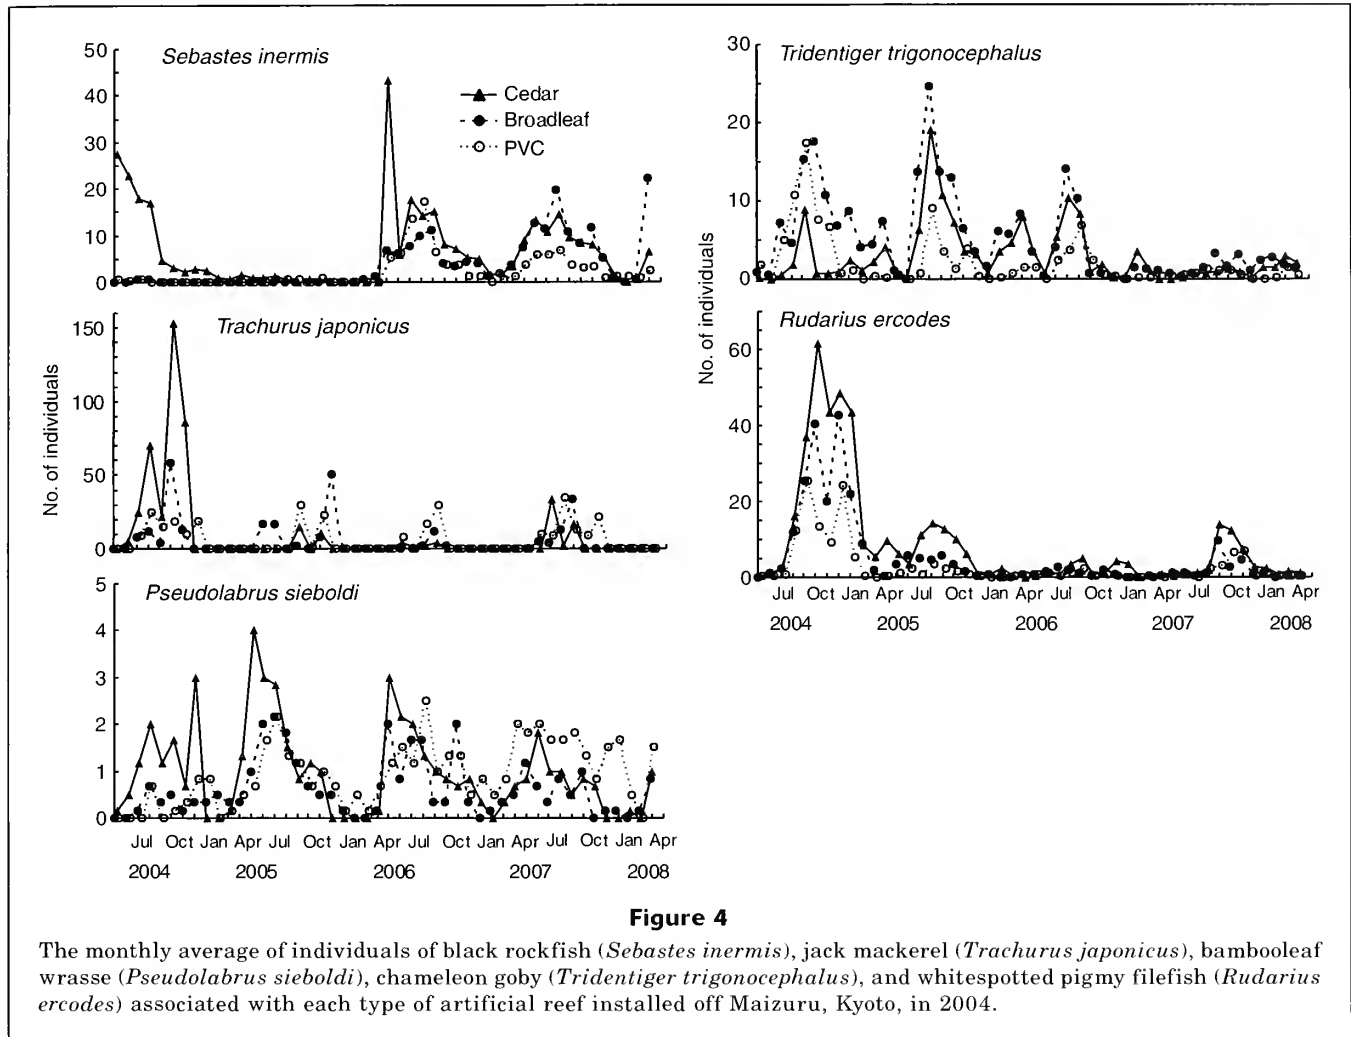 Sebastes inermis
50
40
30
20
10
0
Cedar
Broadleaf
PVC
Trachurus japonicus
150
100
50
0
No. of individuals
Pseudolabrus sieboldi
5
4
3
2
1
0
Jul Oct Jan Apr Jul Oct Jan Apr Jul Oct Jan Apr Jul Oct Jan Apr
2004 2005 2006 2007 2008
Tridentiger trigonocephalus
30
20
10
0
No. of individuals
Rudarius ercodes
60
40
20
0
Jul Oct Jan Apr Jul Oct Jan Apr Jul Oct Jan Apr Jul Oct Jan Apr
2004 2005 2006 2007 2008
Figure 4
The monthly average of individuals of black rockfish (Sebastes inermis), jack mackerel (Trachurus japonicus), bambooleaf
wrasse (Pseudolabrus sieboldi), chameleon goby (Tridentiger trigonocephalus), and whitespotted pigmy filefish (Rudarius
ercodes) associated with each type of artificial reef installed off Maizuru, Kyoto, in 2004.